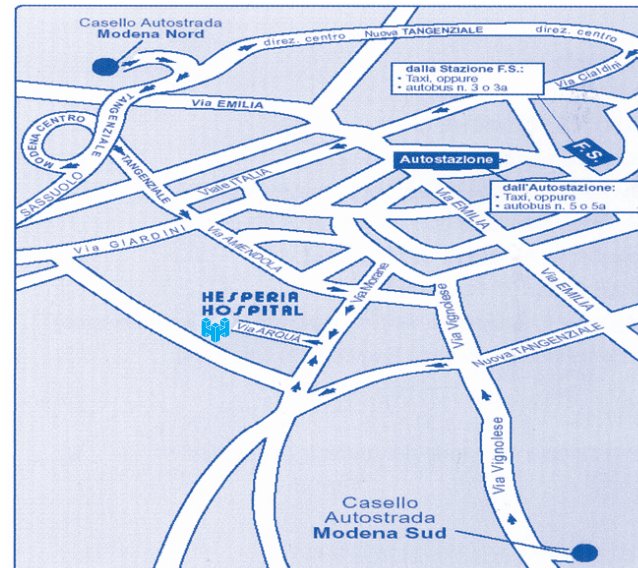 Casello Autostrada
Modena Nord
direz. centro
Nuova TANGENZIALE
direz. centro
dalla Stazione F.S.:
• Taxi, oppure
• autobus n. 3 o 3a
Via Cialdini
Via EMILIA
TANGENZIALE
MODENA CENTRO
SASSUOLO
TANGENZIALE
F.S.
Autostazione
Viale ITALIA
dall'Autostazione:
• Taxi, oppure
• autobus n. 5 o 5a
Via EMILIA
Via GIARDINI
Via AMENDOLA
Via EMILIA
HESPERIA
HOSPITAL
Via ARQUÀ
Via Morane
Via Vignolese
Nuova TANGENZIALE
Via Vignolese
Casello
Autostrada
Modena Sud